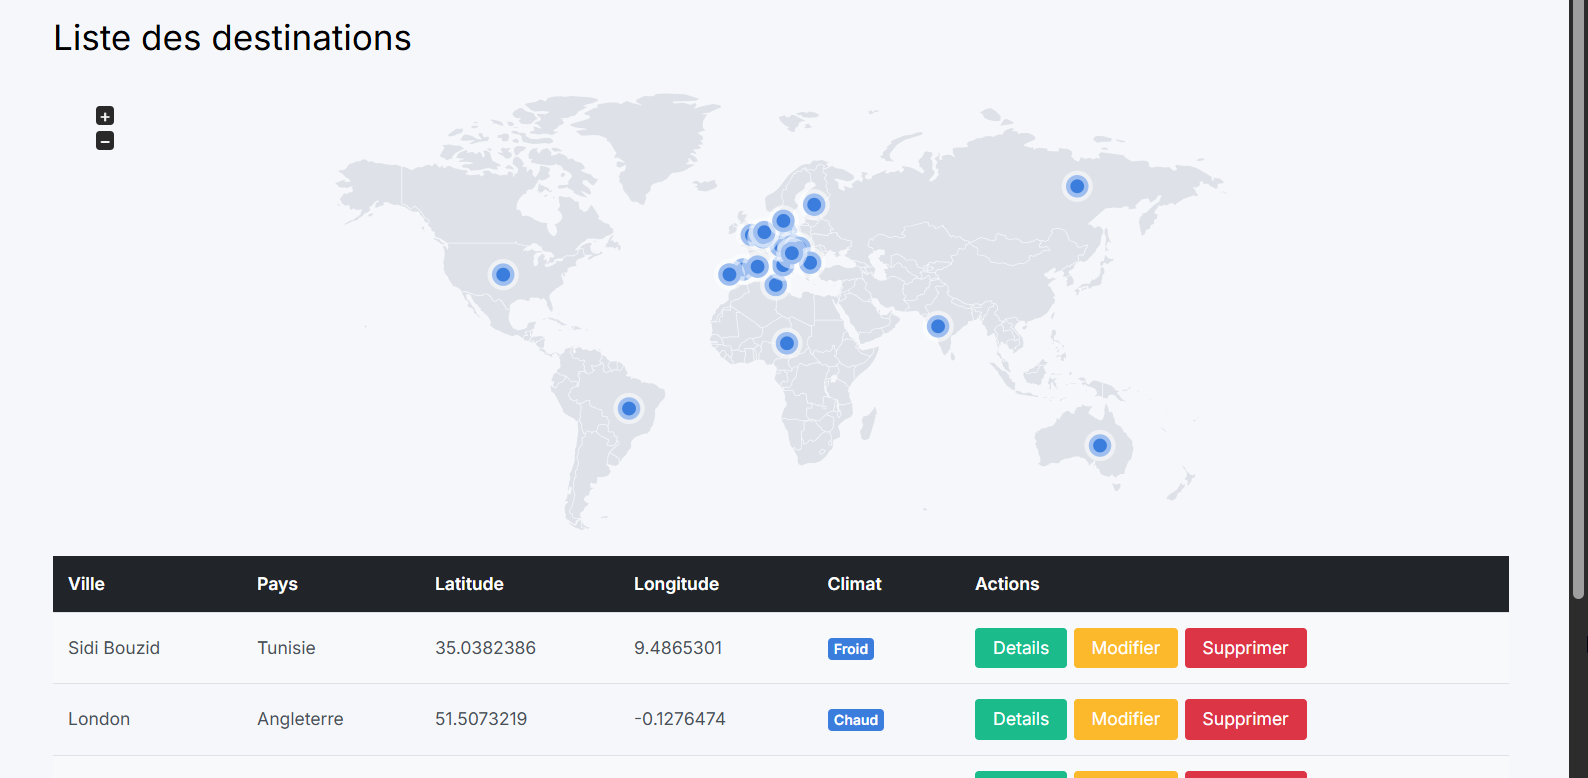 Liste des destinations
+
−
Ville Pays Latitude Longitude Climat Actions
Sidi Bouzid Tunisie 35.0382386 9.4865301 Froid Details Modifier Supprimer
London Angleterre 51.5073219 -0.1276474 Chaud Details Modifier Supprimer